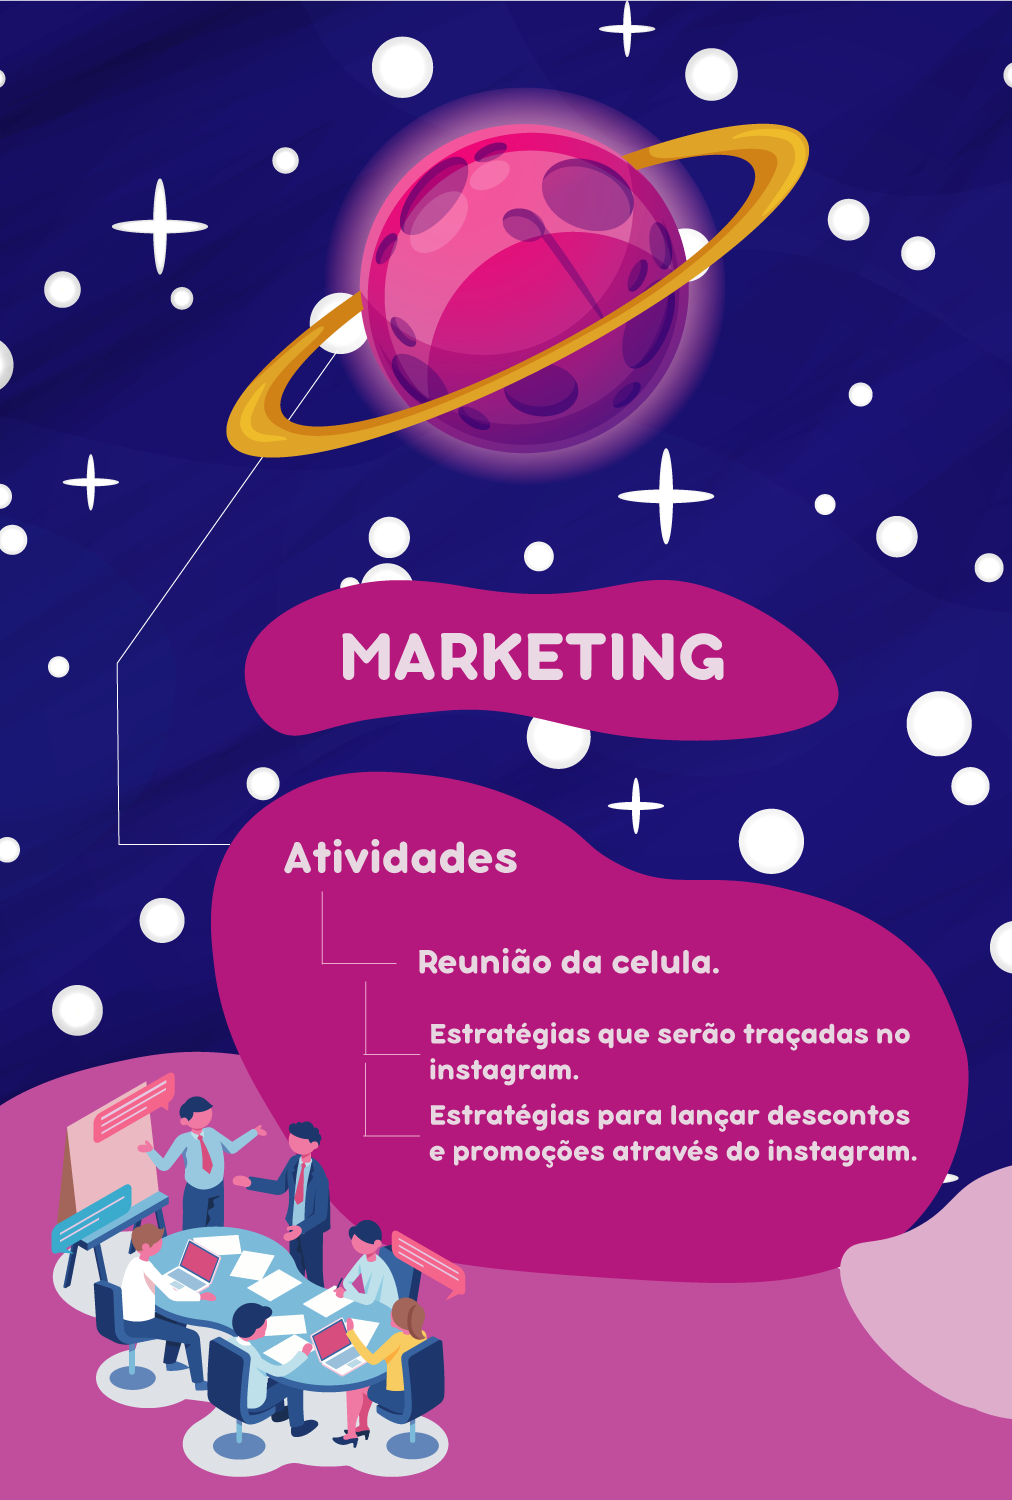 MARKETING
Atividades
Reunião da celula.
Estratégias que serão traçadas no
instagram.
Estratégias para lançar descontos
e promoções através do instagram.